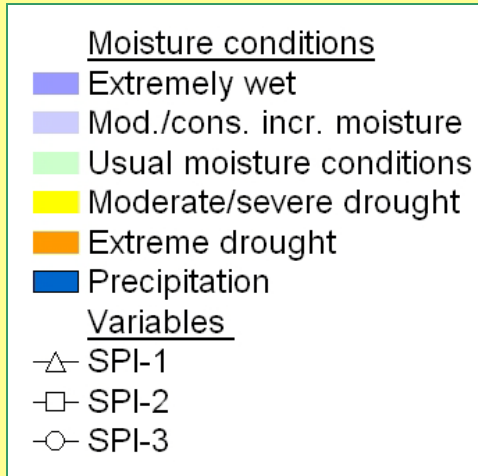 Moisture conditions
Extremely wet
Mod./cons. incr. moisture
Usual moisture conditions
Moderate/severe drought
Extreme drought
Precipitation
Variables
SPI-1
SPI-2
SPI-3